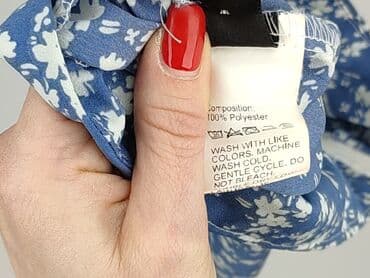 Composition:
100% Polyester
WASH WITH LIKE
COLORS. MACHINE
WASH COLD.
GENTLE CYCLE. DO
NOT BLEACH.